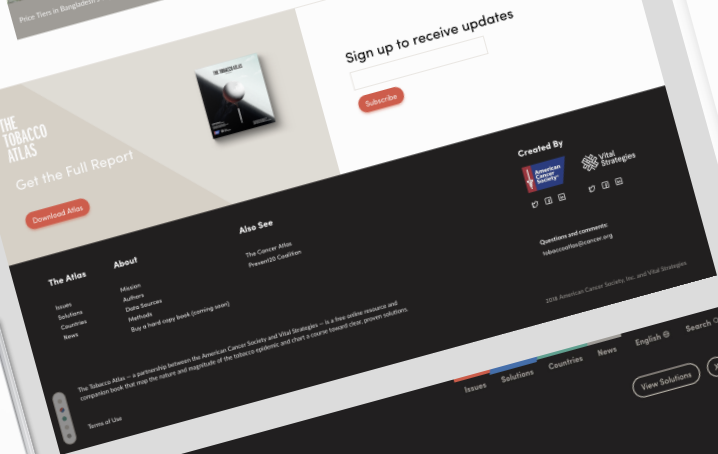 Price Tiers in Bangladesh
THE
TOBACCO
ATLAS
Get the Full Report
Download Atlas
THE TOBACCO ATLAS
Sign up to receive updates
Subscribe
The Atlas
Issues
Solutions
Countries
News
About
Mission
Authors
Data Sources
Methods
Buy a hard copy book (coming soon)
Also See
The Cancer Atlas
Prevent20 Coalition
Created By
American
Cancer
Society
Vital
Strategies
Questions and comments:
tobaccoatlas@cancer.org
The Tobacco Atlas — a partnership between the American Cancer Society and Vital Strategies — is a free online resource and
companion book that map the nature and magnitude of the tobacco epidemic and chart a course toward clear, proven solutions.
2018 American Cancer Society, Inc. and Vital Strategies
Terms of Use
Issues
Solutions
Countries
News
English
Search
View Solutions